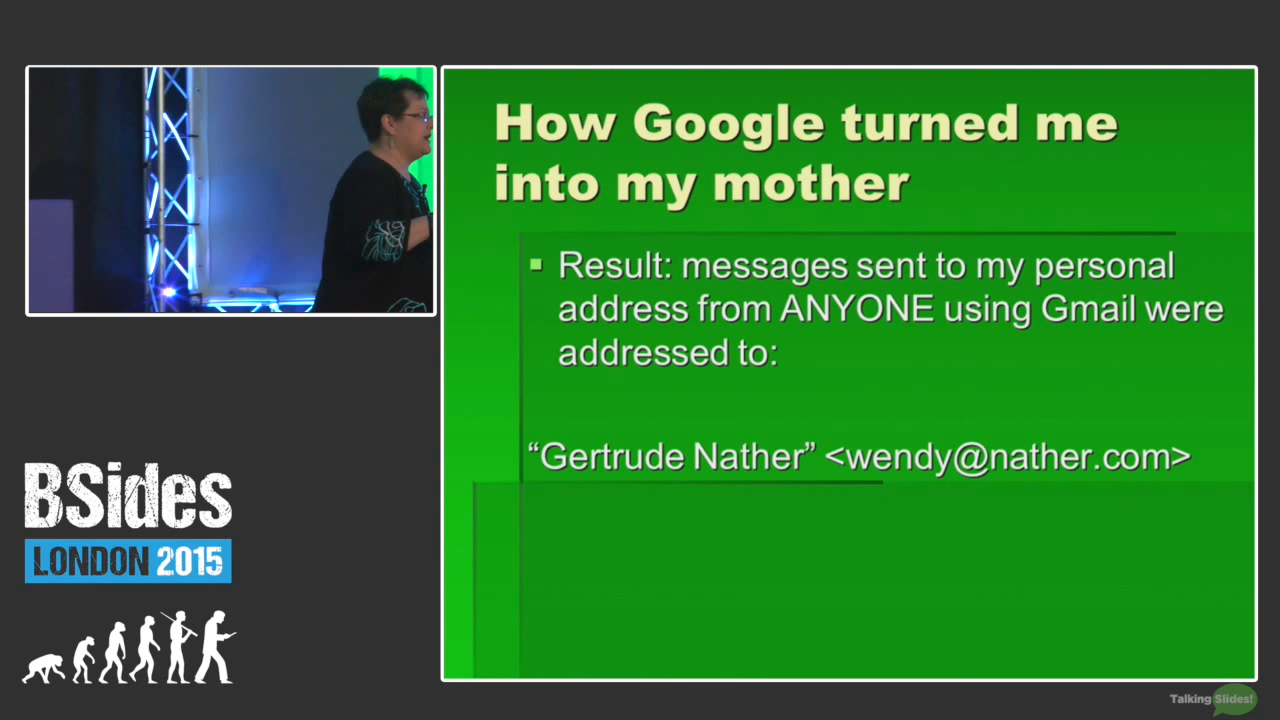 How Google turned me
into my mother
Result: messages sent to my personal
address from ANYONE using Gmail were
addressed to:
“Gertrude Nather” <wendy@nather.com>
BSides
LONDON 2015
Talking Slides!